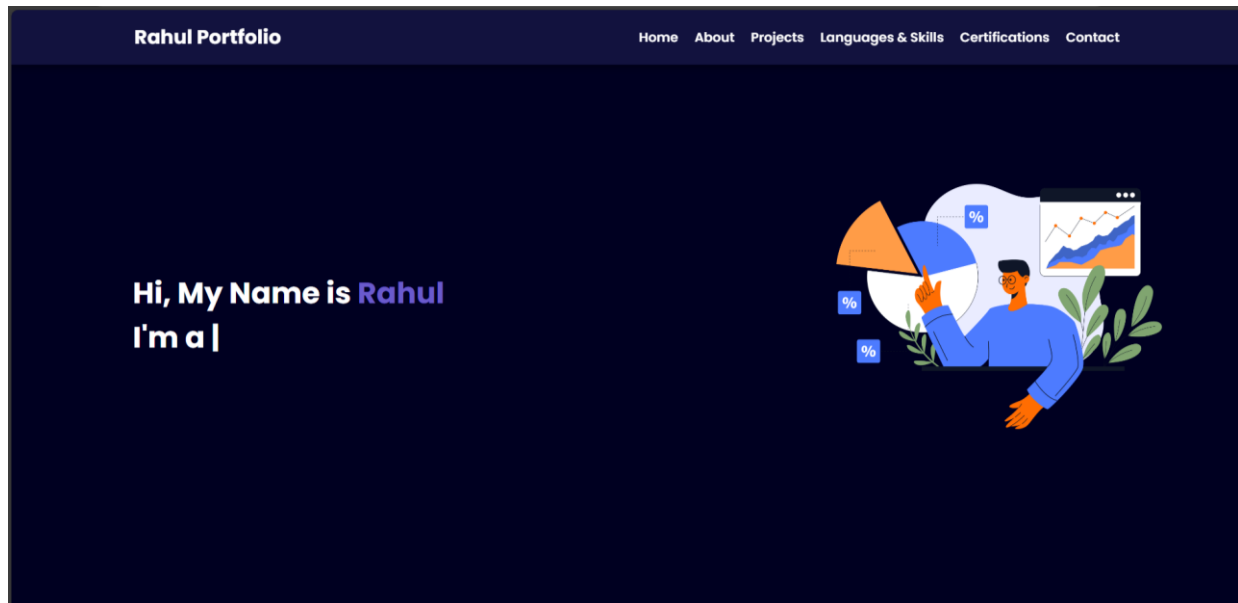 Rahul Portfolio
Home About Projects Languages & Skills Certifications Contact
%
%
%
Hi, My Name is Rahul
I'm a |